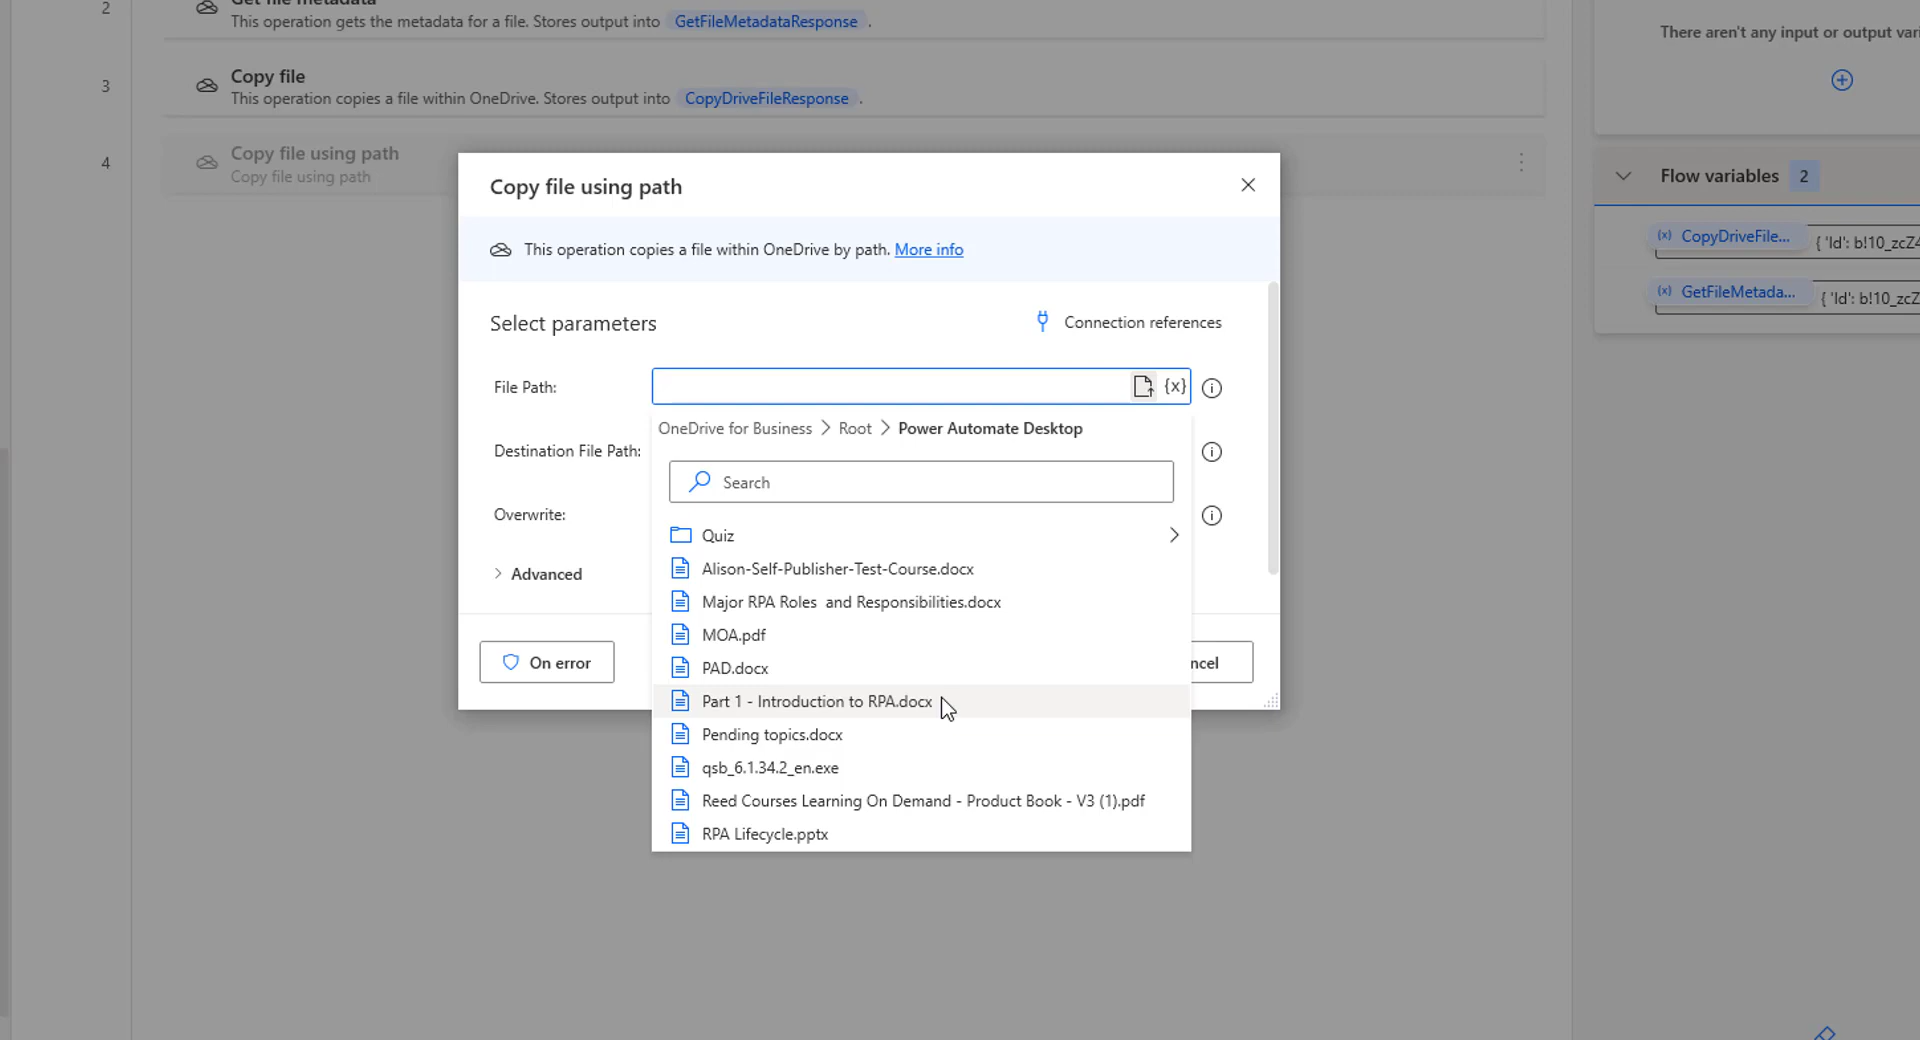 2
Get file metadata
This operation gets the metadata for a file. Stores output into GetFileMetadataResponse .
3
Copy file
This operation copies a file within OneDrive. Stores output into CopyDriveFileResponse .
4
Copy file using path
Copy file using path
There aren't any input or output vari
Flow variables 2
{x} CopyDriveFile... { 'Id': b!10_zcZ4
{x} GetFileMetada... { 'Id': b!10_zcZ
Copy file using path
This operation copies a file within OneDrive by path. More info
Select parameters
Connection references
File Path:
{x}
Destination File Path:
Overwrite:
Advanced
On error
ncel
OneDrive for Business > Root > Power Automate Desktop
Search
Quiz
Alison-Self-Publisher-Test-Course.docx
Major RPA Roles  and Responsibilities.docx
MOA.pdf
PAD.docx
Part 1 - Introduction to RPA.docx
Pending topics.docx
qsb_6.1.34.2_en.exe
Reed Courses Learning On Demand - Product Book - V3 (1).pdf
RPA Lifecycle.pptx